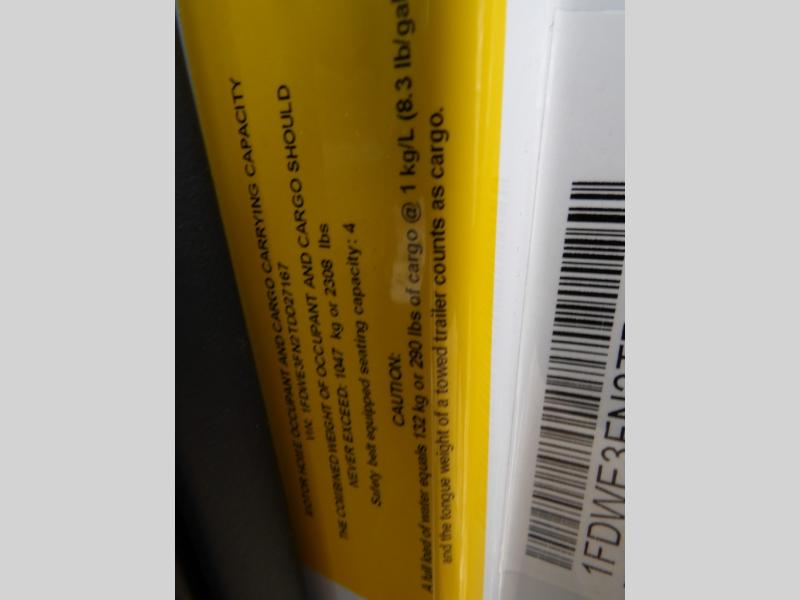 MOTOR HOME OCCUPANT AND CARGO CARRYING CAPACITY
VIN: 1FDWE3FN2TDD27167
THE COMBINED WEIGHT OF OCCUPANT AND CARGO SHOULD
NEVER EXCEED: 1047 kg or 2308 lbs
Safety belt equipped seating capacity: 4
CAUTION:
A full load of water equals 132 kg or 290 lbs of cargo @ 1 kg/L (8.3 lb/gal
and the tongue weight of a towed trailer counts as cargo.
1FDWE3FN2T